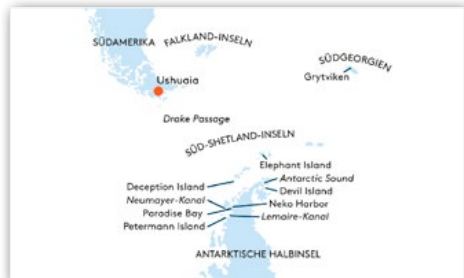 SÜDAMERIKA
FALKLAND-INSELN
SÜDGEORGIEN
Grytviken
Ushuaia
Drake Passage
SÜD-SHETLAND-INSELN
Elephant Island
Antarctic Sound
Deception Island
Devil Island
Neumayer-Kanal
Neko Harbor
Paradise Bay
Lemaire-Kanal
Petermann Island
ANTARKTISCHE HALBINSEL